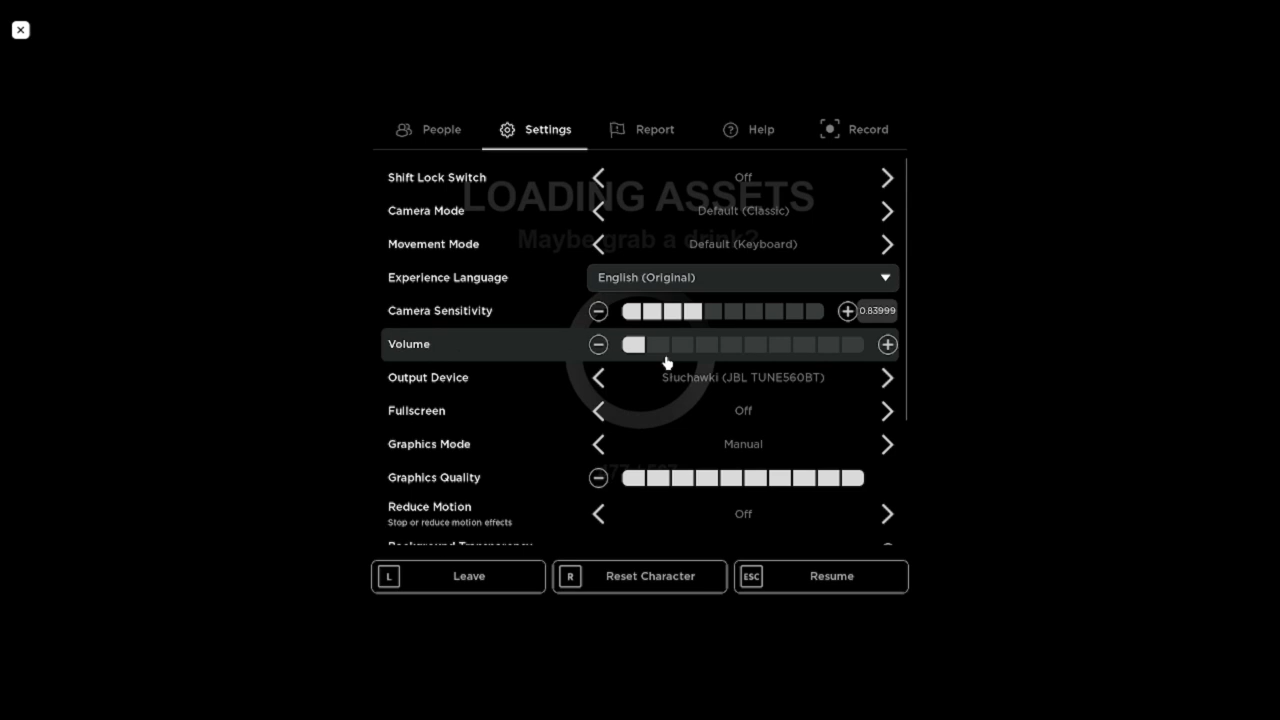 People Settings Report Help Record
Shift Lock Switch Off
LOADING ASSETS
Camera Mode Default (Classic)
Maybe grab a drink?
Movement Mode Default (Keyboard)
Experience Language English (Original)
Camera Sensitivity 0.83999
Volume
Output Device Słuchawki (JBL TUNE560BT)
Fullscreen Off
Graphics Mode Manual
Graphics Quality
Reduce Motion Off
Stop or reduce motion effects
Background Transparency
L Leave R Reset Character ESC Resume